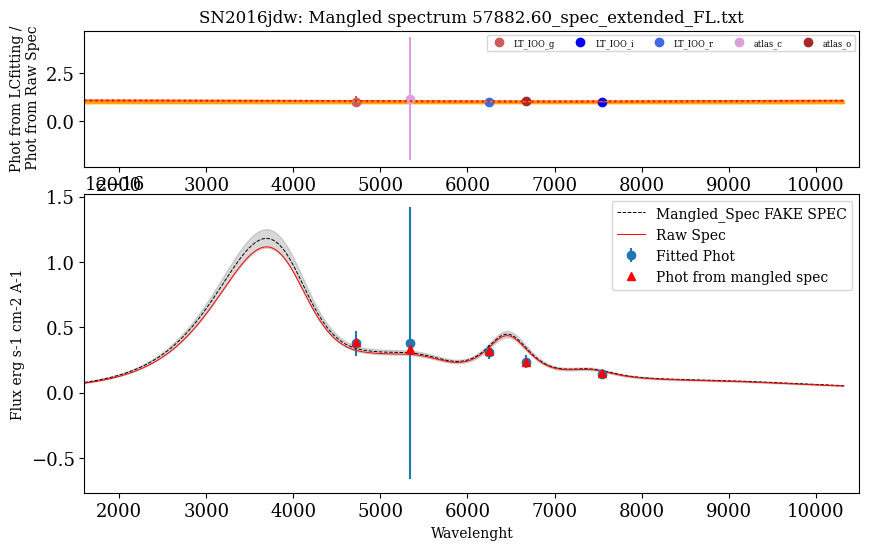 SN2016jdw: Mangled spectrum 57882.60_spec_extended_FL.txt
Phot from LCfitting /
Phot from Raw Spec
LT_IOO_g
LT_IOO_i
LT_IOO_r
atlas_c
atlas_o
2.5
0.0
2000
3000
4000
5000
6000
7000
8000
9000
10000
1e−16
1.5
1.0
0.5
0.0
−0.5
Flux erg s-1 cm-2 A-1
Mangled_Spec FAKE SPEC
Raw Spec
Fitted Phot
Phot from mangled spec
2000
3000
4000
5000
6000
7000
8000
9000
10000
Wavelenght